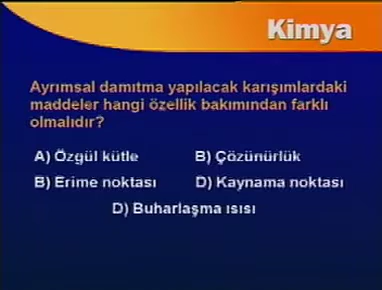 Kimya
Ayrımsal damıtma yapılacak karışımlardaki
maddeler hangi özellik bakımından farklı
olmalıdır?
A) Özgül kütle B) Çözünürlük
B) Erime noktası D) Kaynama noktası
D) Buharlaşma ısısı